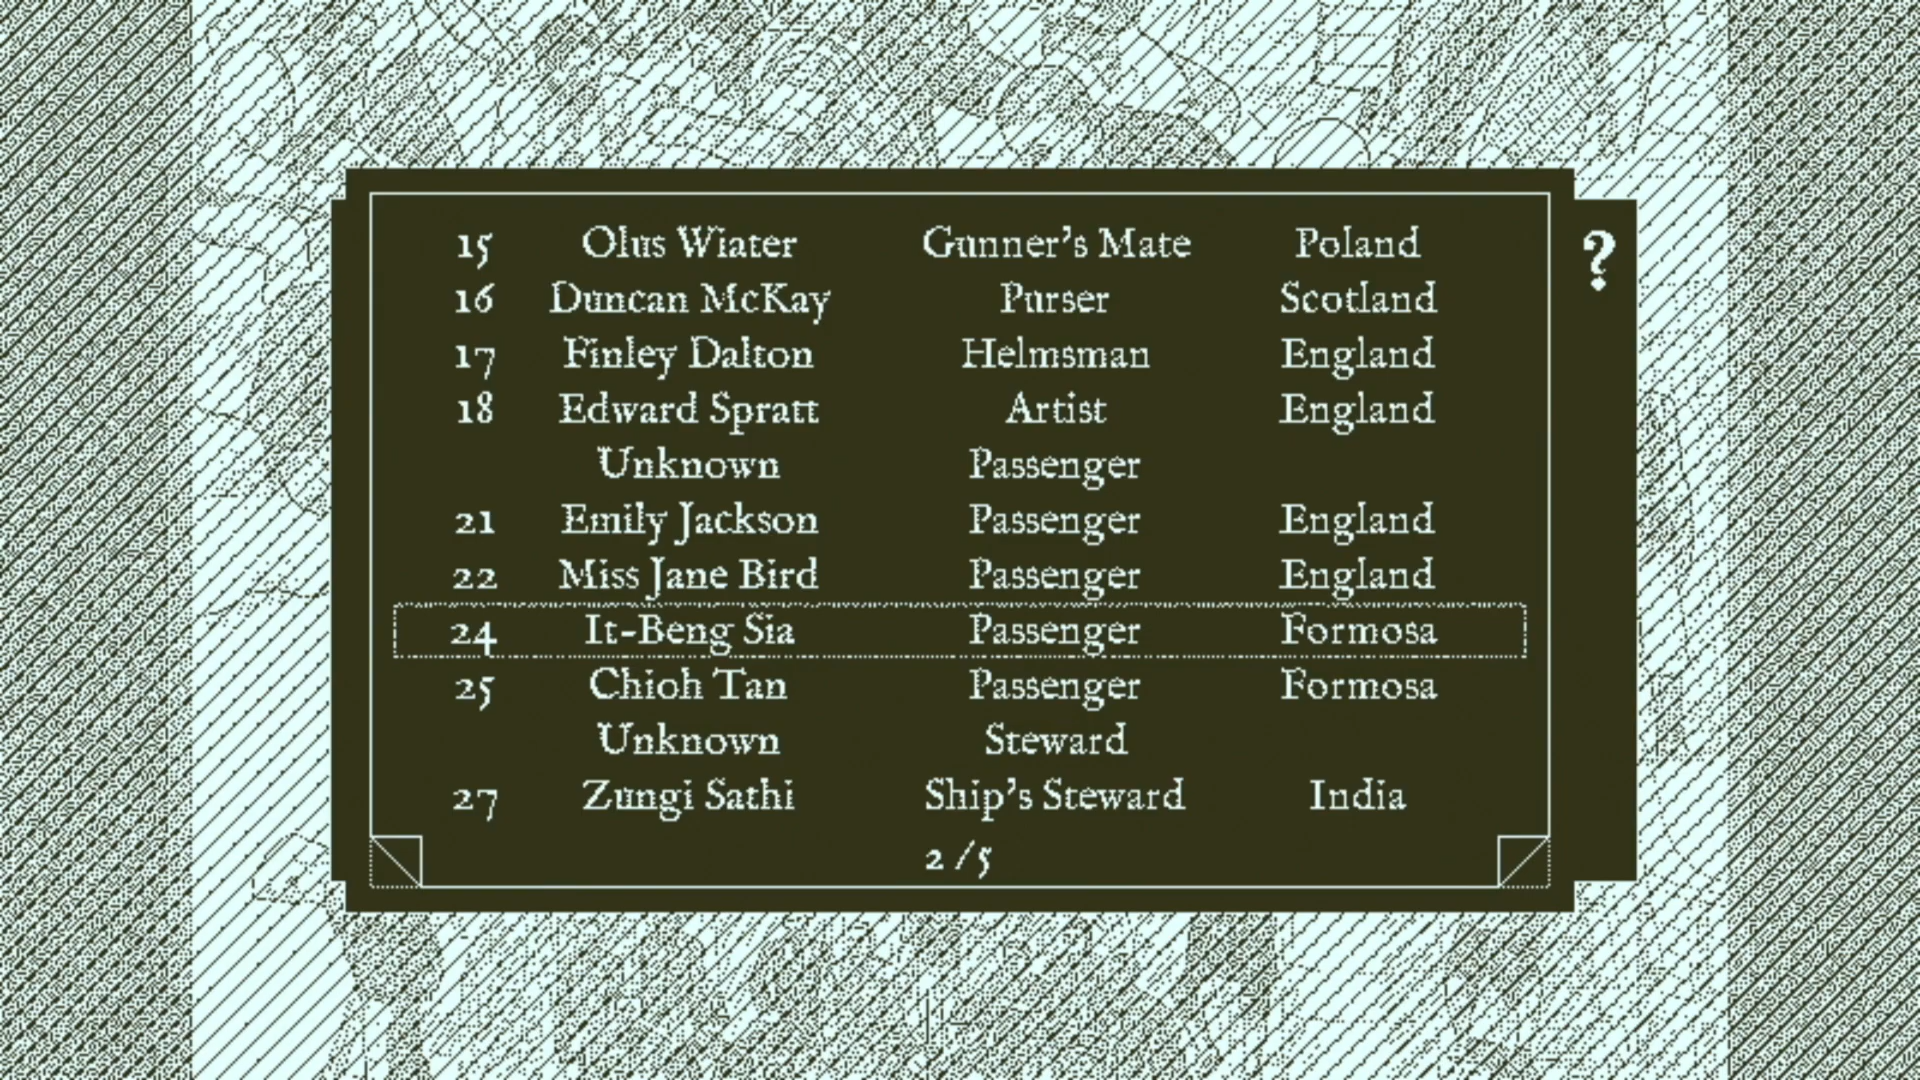 15 Olus Wiater Gunner's Mate Poland
16 Duncan McKay Purser Scotland
17 Finley Dalton Helmsman England
18 Edward Spratt Artist England
Unknown Passenger
21 Emily Jackson Passenger England
22 Miss Jane Bird Passenger England
24 It-Beng Sia Passenger Formosa
25 Chioh Tan Passenger Formosa
Unknown Steward
27 Zungi Sathi Ship's Steward India
2 / 5
?